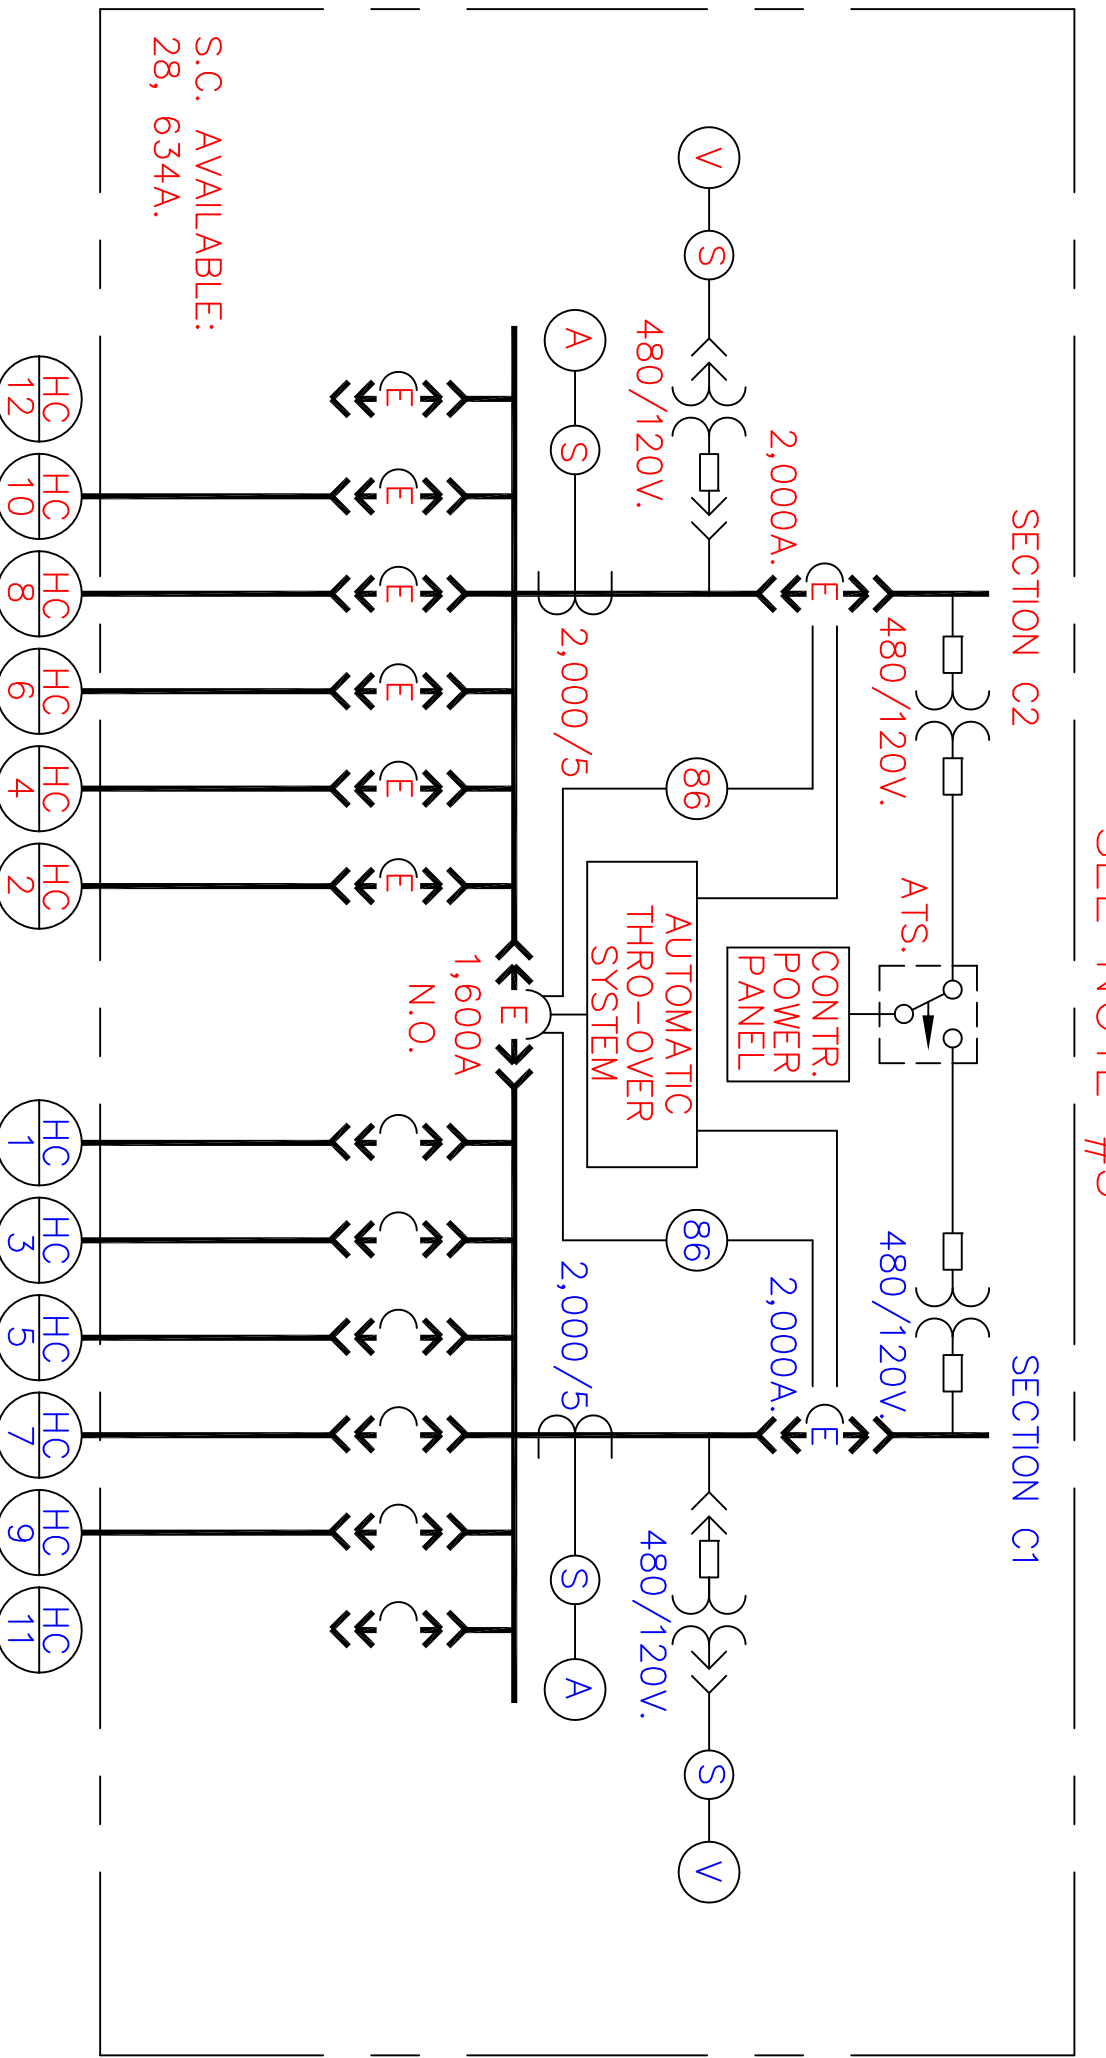 SECTION C2
SECTION C1
480/120V.
ATS.
480/120V.
2,000A.
E
CONTR.
POWER
PANEL
2,000A.
E
V
S
480/120V.
86
AUTOMATIC
THRO-OVER
SYSTEM
86
480/120V.
S
V
A
S
2,000/5
2,000/5
S
A
E
1,600A
N.O.
E
E
E
E
E
E
S.C. AVAILABLE:
28, 634A.
HC
12
HC
10
HC
8
HC
6
HC
4
HC
2
HC
1
HC
3
HC
5
HC
7
HC
9
HC
11